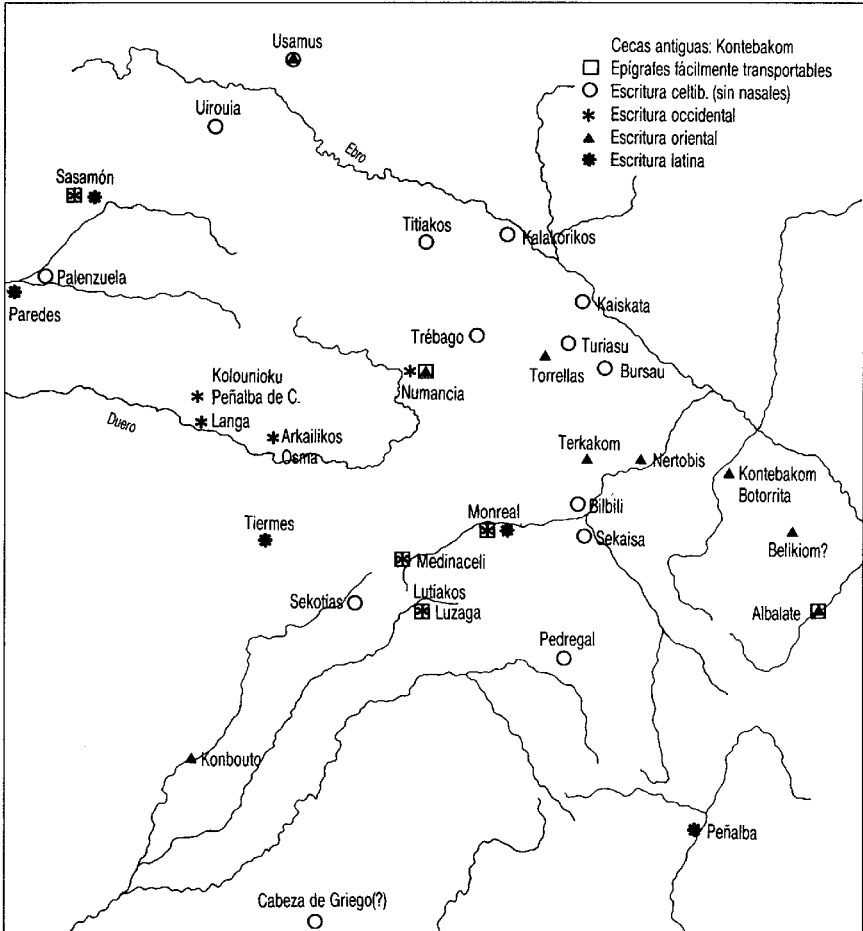 Usamus
Cecas antiguas: Kontebakom
Epígrafes fácilmente transportables
Escritura celtib. (sin nasales)
Escritura occidental
Escritura oriental
Escritura latina
Uirouia
Ebro
Sasamón
Titiakos
Kalakorikos
Palenzuela
Paredes
Kaiskata
Trébago
Turiasu
Torrellas
Bursau
Numancia
Kolounioku
Peñalba de C.
Langa
Duero
Arkailikos
Osma
Terkakom
Nertobis
Kontebakom
Botorrita
Bilbili
Monreal
Sekaisa
Tiermes
Belikiom?
Medinaceli
Lutiakos
Sekotias
Luzaga
Albalate
Pedregal
Konbouto
Peñalba
Cabeza de Griego(?)